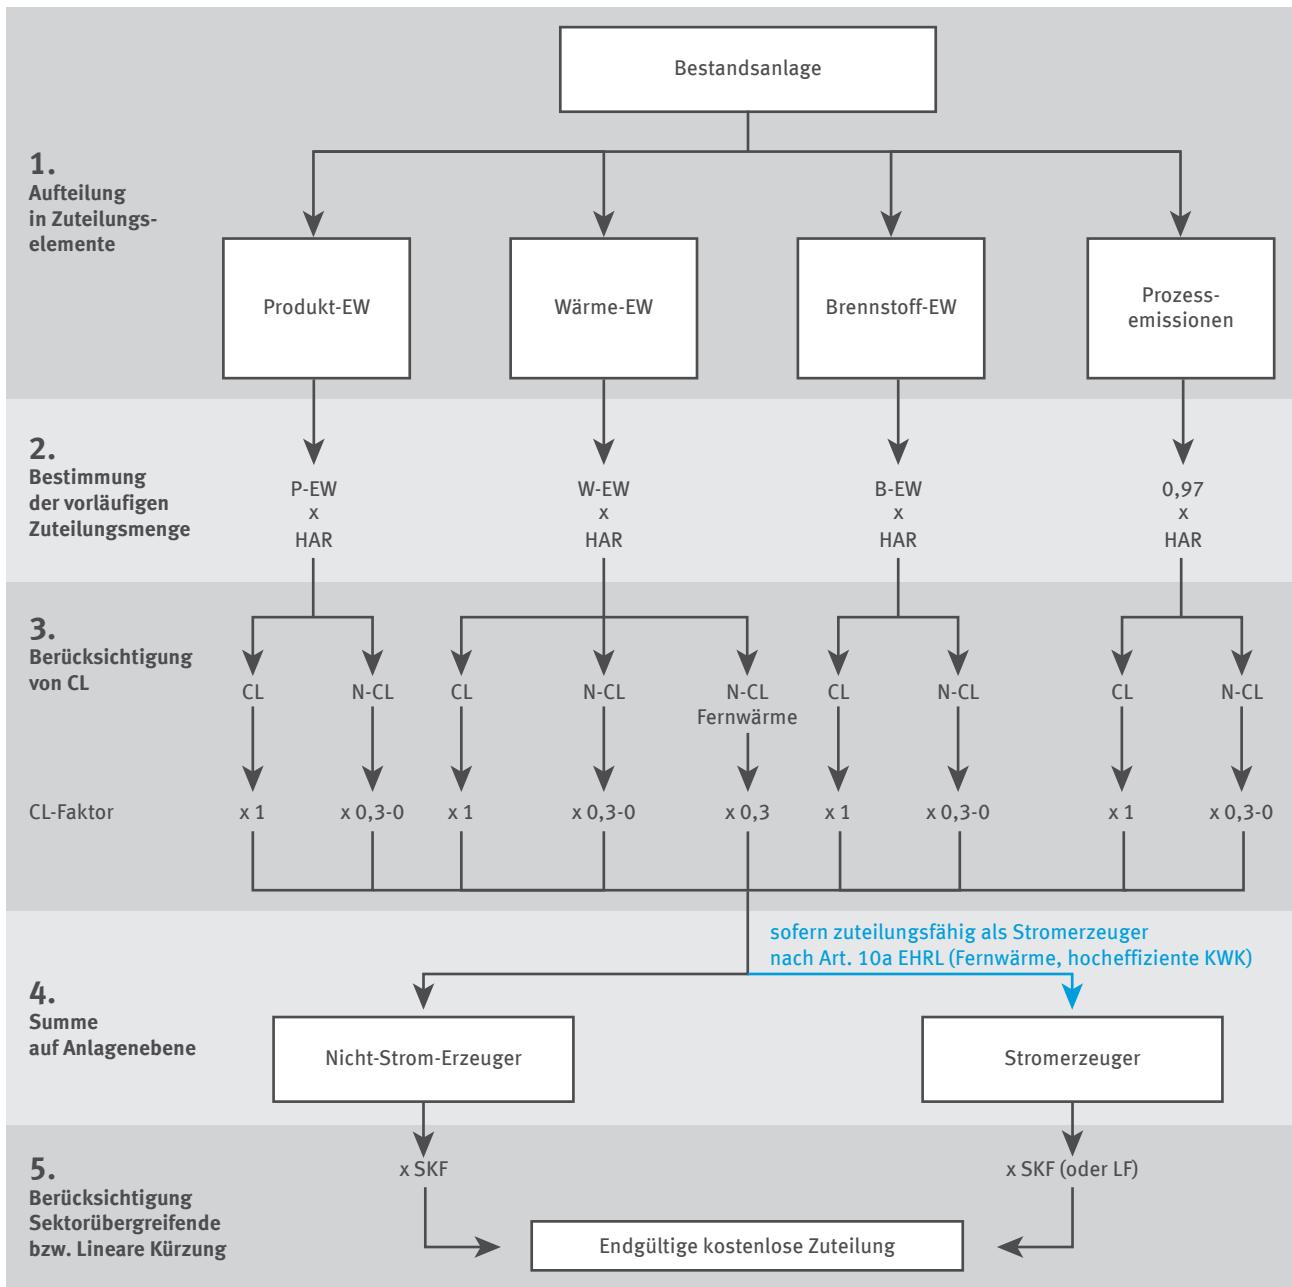 Bestandsanlage
1.
Aufteilung
in Zuteilungs-
elemente
Produkt-EW
Wärme-EW
Brennstoff-EW
Prozess-
emissionen
2.
Bestimmung
der vorläufigen
Zuteilungsmenge
P-EW
x
HAR
W-EW
x
HAR
B-EW
x
HAR
0,97
x
HAR
3.
Berücksichtigung
von CL
CL
N-CL
CL
N-CL
N-CL
Fernwärme
CL
N-CL
CL
N-CL
CL-Faktor
x 1
x 0,3-0
x 1
x 0,3-0
x 0,3
x 1
x 0,3-0
x 1
x 0,3-0
sofern zuteilungsfähig als Stromerzeuger
nach Art. 10a EHRL (Fernwärme, hocheffiziente KWK)
4.
Summe
auf Anlagenebene
Nicht-Strom-Erzeuger
Stromerzeuger
5.
Berücksichtigung
Sektorübergreifende
bzw. Lineare Kürzung
x SKF
x SKF (oder LF)
Endgültige kostenlose Zuteilung